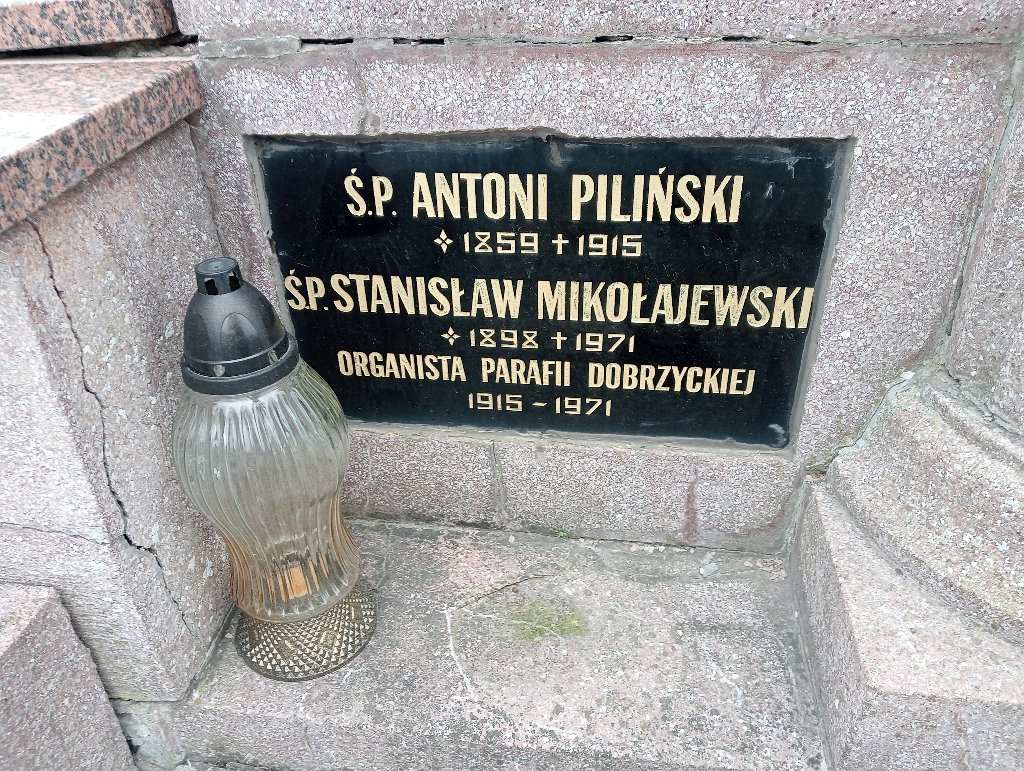 Ś.P. ANTONI PILIŃSKI
✧ 1859 + 1915
Ś.P. STANISŁAW MIKOŁAJEWSKI
✧ 1898 + 1971
ORGANISTA PARAFII DOBRZYCKIEJ
1915 - 1971